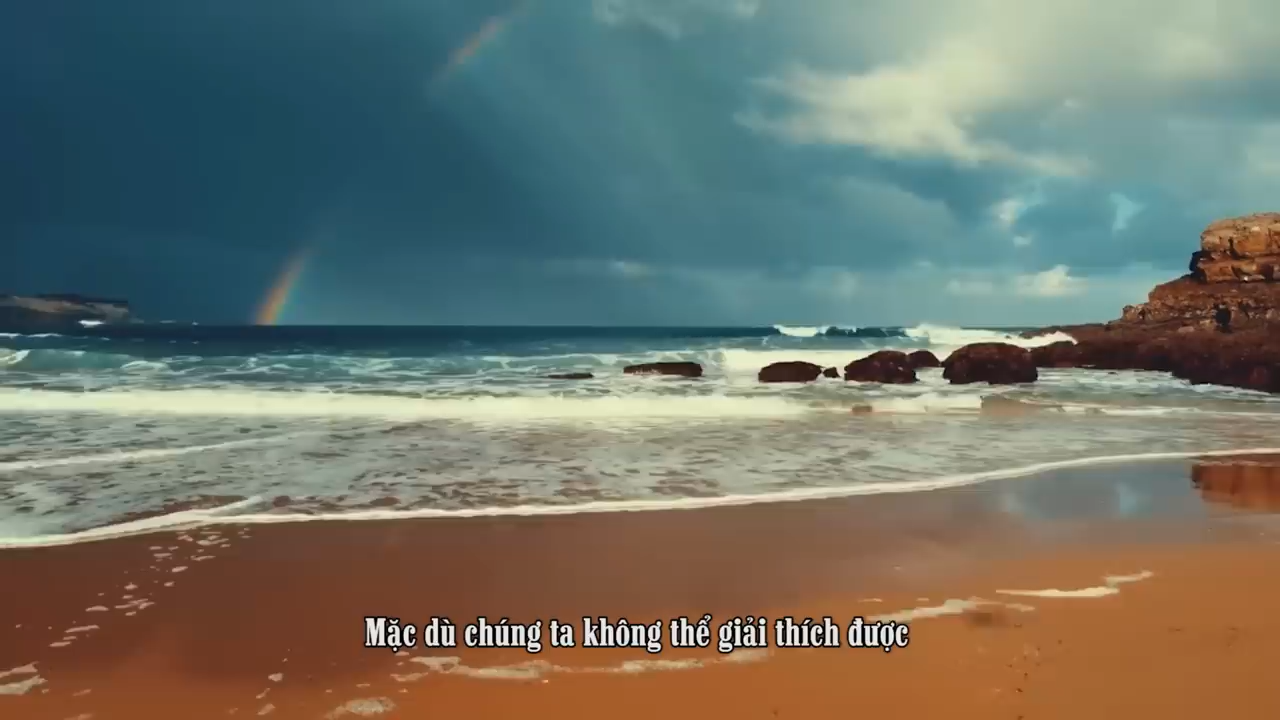 Mặc dù chúng ta không thể giải thích được